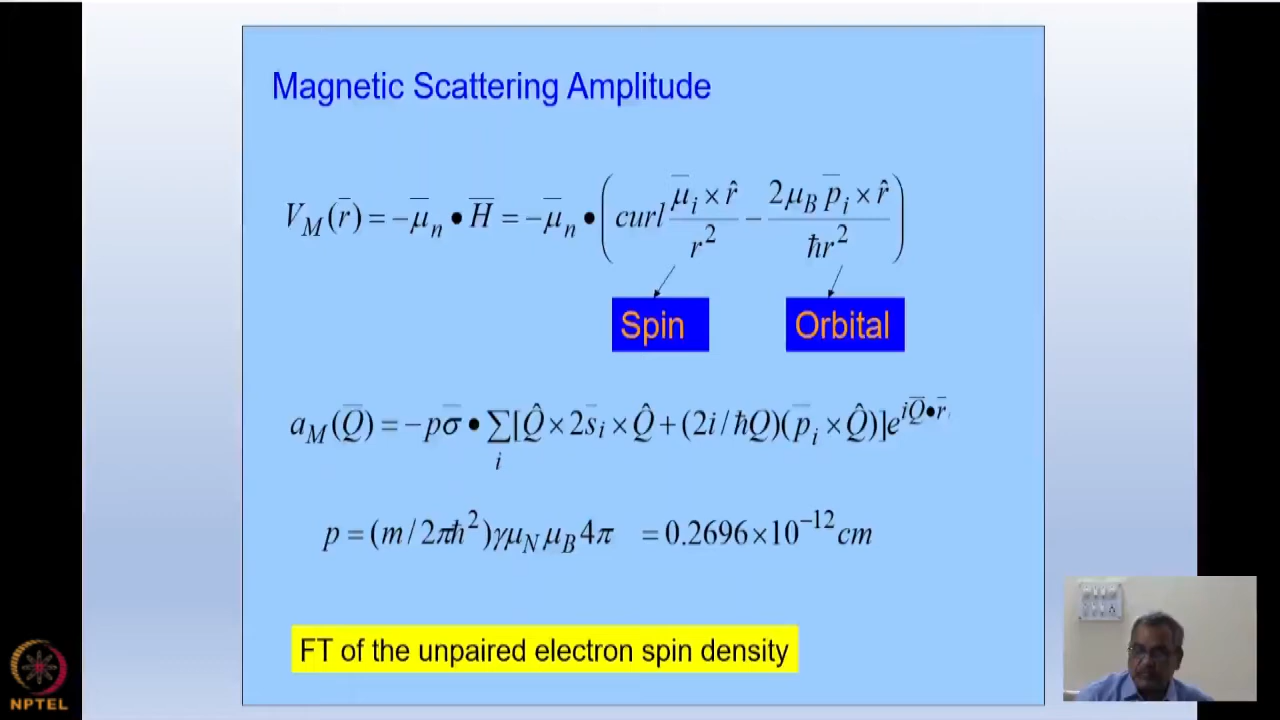 Magnetic Scattering Amplitude
V_M(r̄) = −μ̄_n • H̄ = −μ̄_n • ( curl (μ̄_i × r̂)/r² − (2μ_B p̄_i × r̂)/(ħr²) )
Spin
Orbital
a_M(Q̄) = −pσ̄ • ∑_i [Q̂ × 2s̄_i × Q̂ + (2i/ħQ)(p̄_i × Q̂)]e^{iQ̄•r̄}
p = (m/2πħ²)γμ_N μ_B 4π = 0.2696×10⁻¹² cm
FT of the unpaired electron spin density
NPTEL